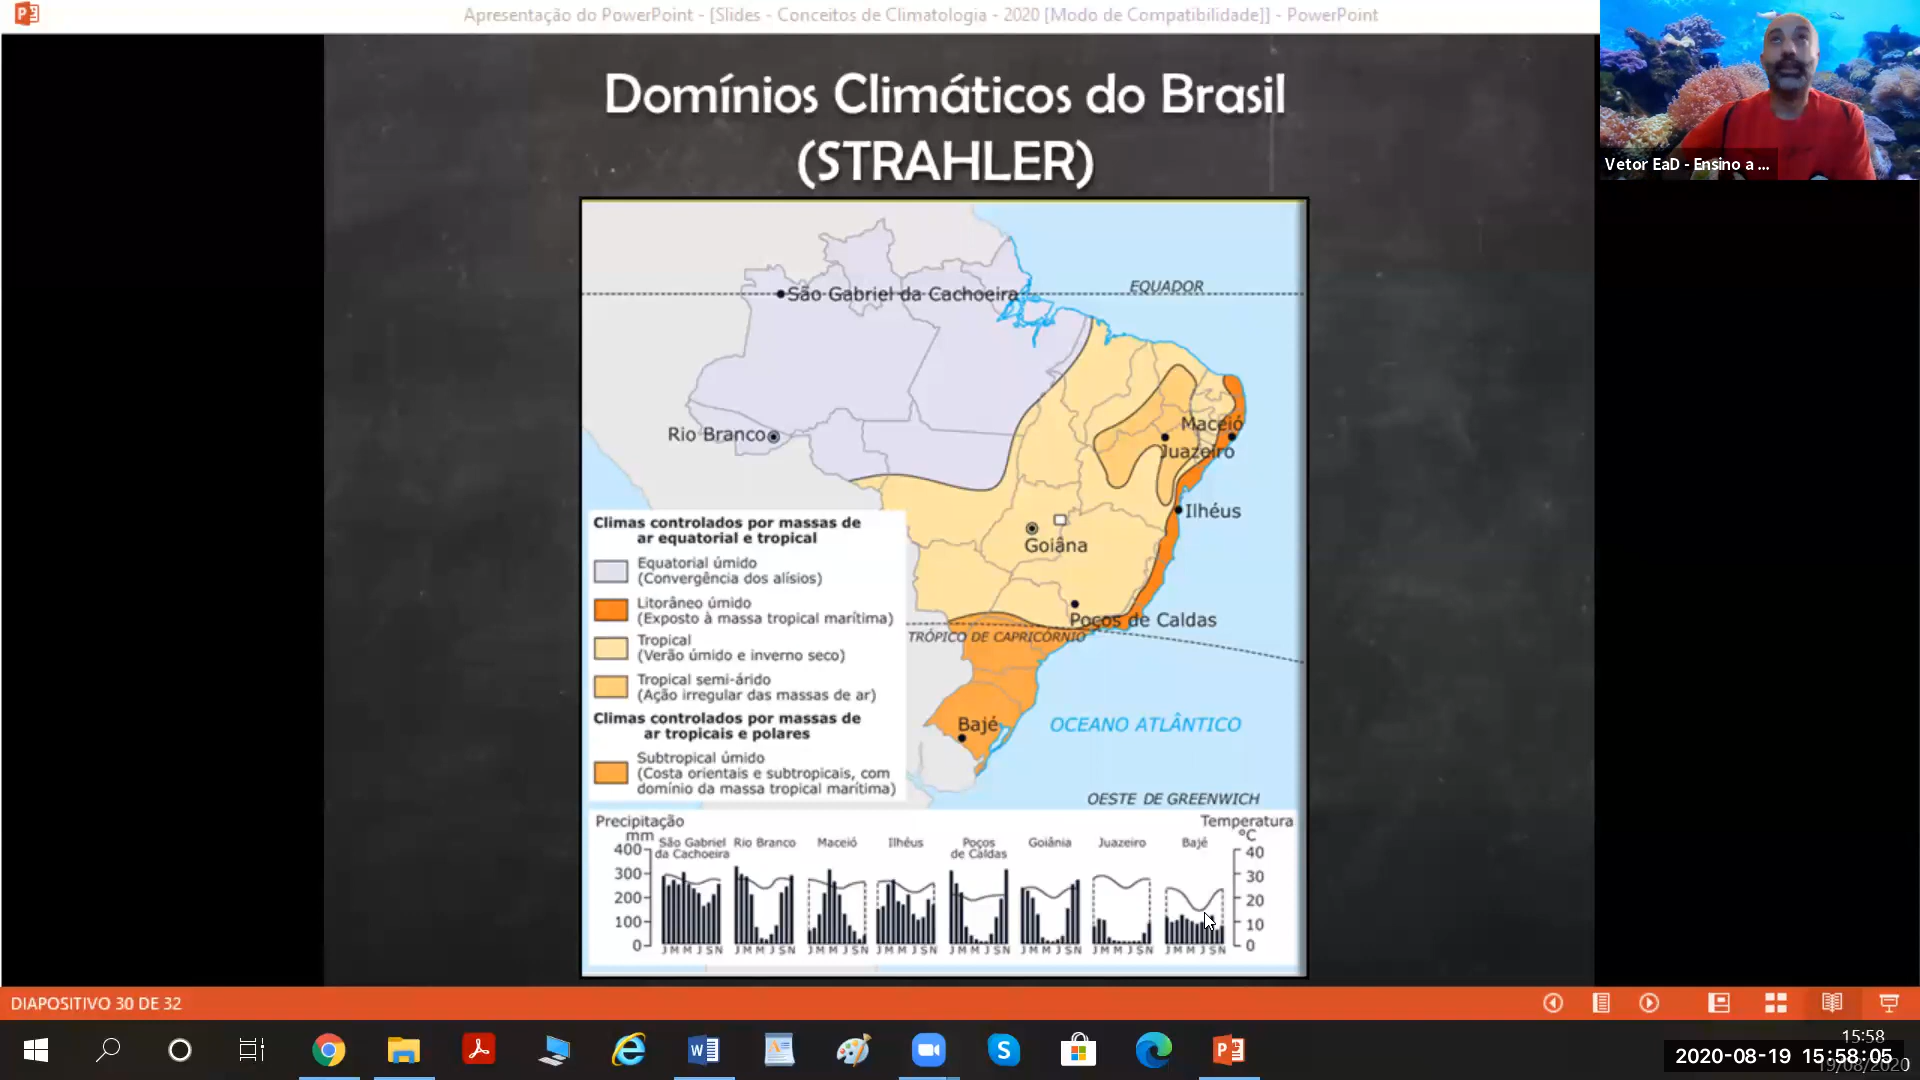 Apresentação do PowerPoint - [Slides - Conceitos de Climatologia - 2020 [Modo de Compatibilidade]] - PowerPoint
Vetor EaD - Ensino a ...
Domínios Climáticos do Brasil
(STRAHLER)
EQUADOR
São Gabriel da Cachoeira
Rio Branco
Maceió
Juazeiro
Ilhéus
Goiâna
Poços de Caldas
TRÓPICO DE CAPRICÓRNIO
Bajé
OCEANO ATLÂNTICO
OESTE DE GREENWICH
Climas controlados por massas de
ar equatorial e tropical
Equatorial úmido
(Convergência dos alísios)
Litorâneo úmido
(Exposto à massa tropical marítima)
Tropical
(Verão úmido e inverno seco)
Tropical semi-árido
(Ação irregular das massas de ar)
Climas controlados por massas de
ar tropicais e polares
Subtropical úmido
(Costa orientais e subtropicais, com
domínio da massa tropical marítima)
Precipitação
mm
Temperatura
°C
São Gabriel
da Cachoeira
Rio Branco
Maceió
Ilhéus
Poços
de Caldas
Goiânia
Juazeiro
Bajé
400
300
200
100
0
40
30
20
10
0
J M M J S N
J M M J S N
J M M J S N
J M M J S N
J M M J S N
J M M J S N
J M M J S N
J M M J S N
DIAPOSITIVO 30 DE 32
15:58
2020-08-19 15:58:05
19/08/2020